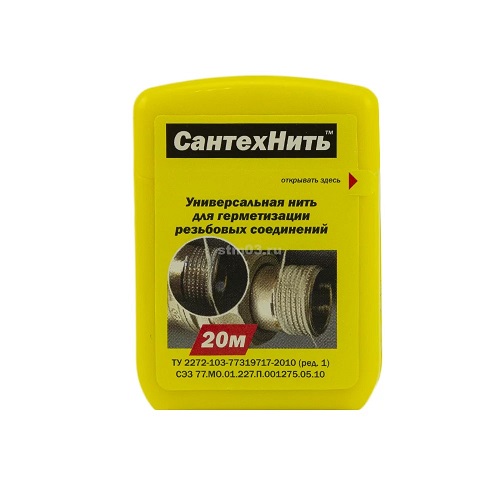 СантехНить™
открывать здесь
Универсальная нить
для герметизации
резьбовых соединений
stm03.ru
20м
ТУ 2272-103-77319717-2010 (ред. 1)
СЭЗ 77.МО.01.227.П.001275.05.10